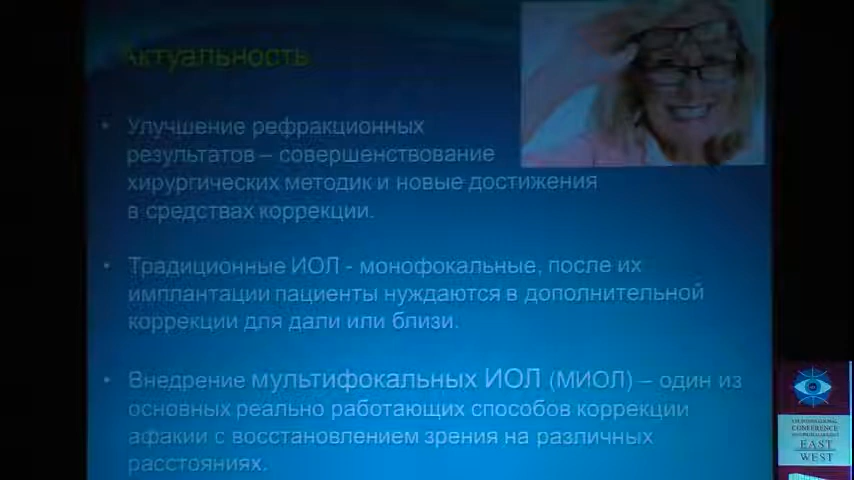 Актуальность
• Улучшение рефракционных
результатов – совершенствование
хирургических методик и новые достижения
в средствах коррекции.
• Традиционные ИОЛ - монофокальные, после их
имплантации пациенты нуждаются в дополнительной
коррекции для дали или близи.
• Внедрение мультифокальных ИОЛ (МИОЛ) – один из
основных реально работающих способов коррекции
афакии с восстановлением зрения на различных
расстояниях.
CONFERENCE
EAST
WEST